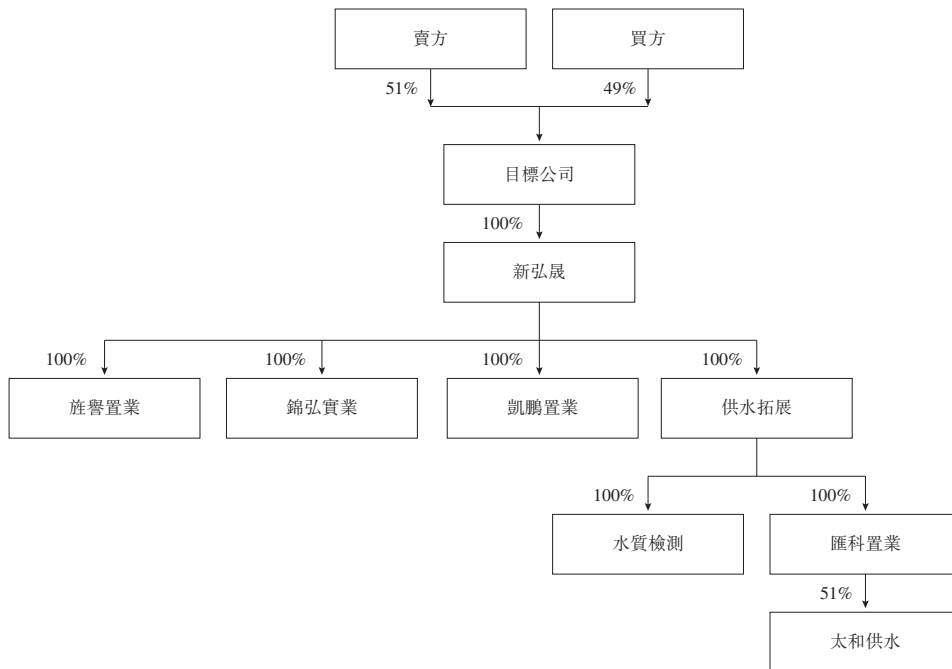 賣方
買方
51%
49%
目標公司
100%
新弘晟
100%
100%
100%
100%
旌譽置業
錦弘實業
凱鵬置業
供水拓展
100%
100%
水質檢測
匯科置業
51%
太和供水